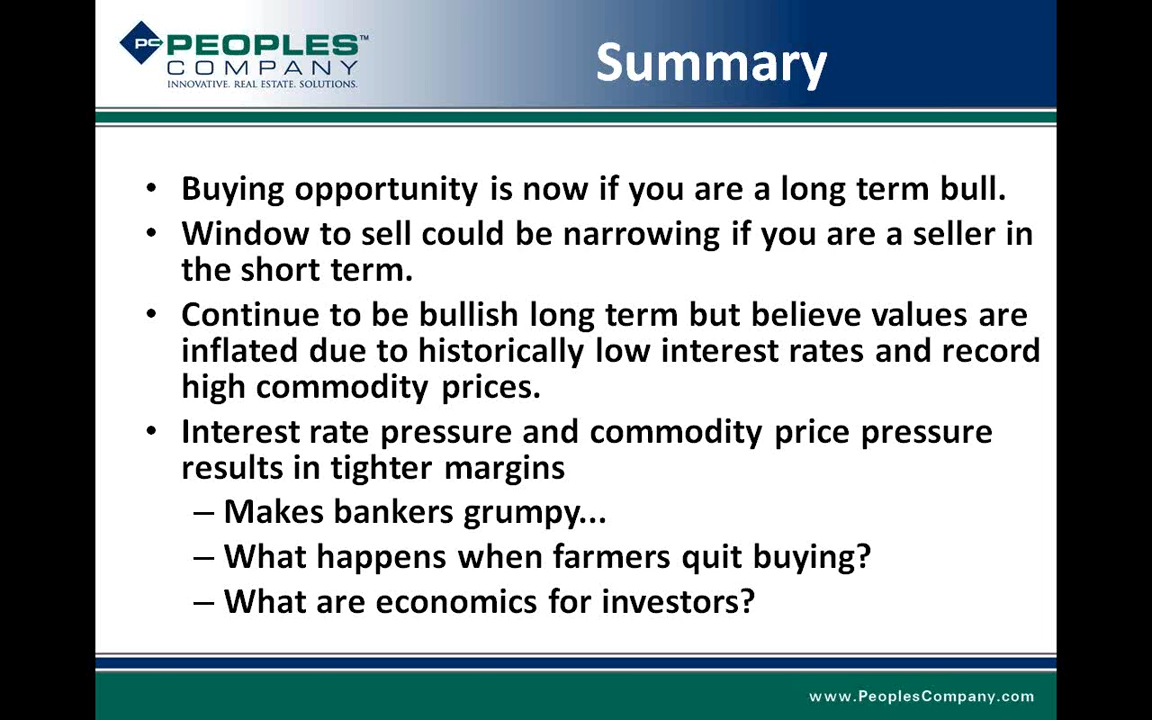 PC PEOPLES™
COMPANY
INNOVATIVE. REAL ESTATE. SOLUTIONS.
Summary
• Buying opportunity is now if you are a long term bull.
• Window to sell could be narrowing if you are a seller in
the short term.
• Continue to be bullish long term but believe values are
inflated due to historically low interest rates and record
high commodity prices.
• Interest rate pressure and commodity price pressure
results in tighter margins
– Makes bankers grumpy...
– What happens when farmers quit buying?
– What are economics for investors?
www.PeoplesCompany.com